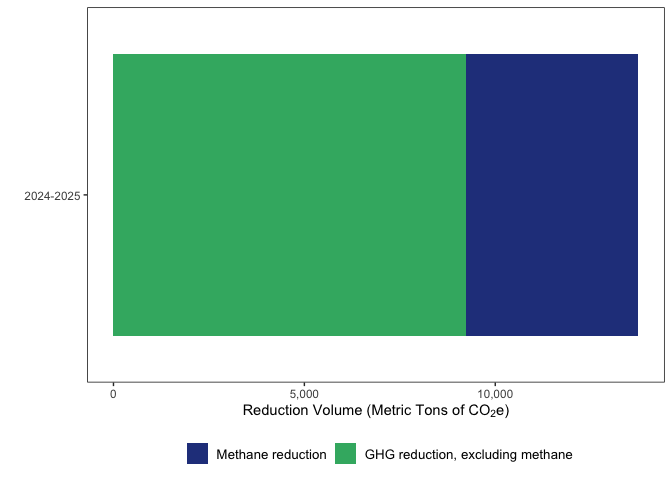 2024-2025
0 5,000 10,000
Reduction Volume (Metric Tons of CO₂e)
Methane reduction GHG reduction, excluding methane